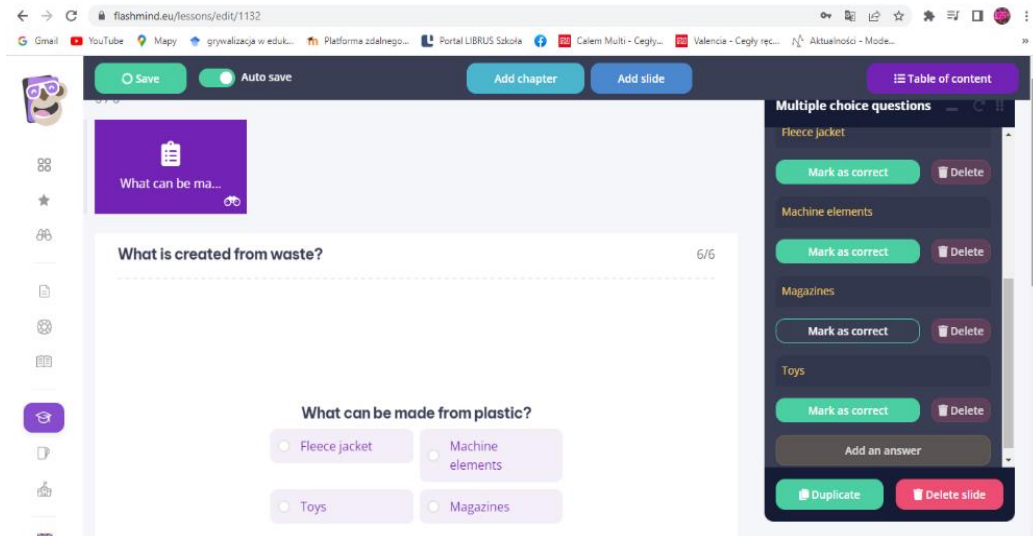 flashmind.eu/lessons/edit/1132
Gmail YouTube Mapy grywalizacja w eduk... Platforma zdalnego... Portal LIBRUS Szkoła Calem Multi - Cegły... Valencia - Cegły ręc... Aktualności - Mode... »
Save Auto save Add chapter Add slide Table of content
Multiple choice questions
Fleece jacket
Mark as correct Delete
What can be ma...
Machine elements
Mark as correct Delete
What is created from waste? 6/6
Magazines
Mark as correct Delete
Toys
Mark as correct Delete
What can be made from plastic?
Fleece jacket
Machine
elements
Toys
Magazines
Add an answer
Duplicate Delete slide